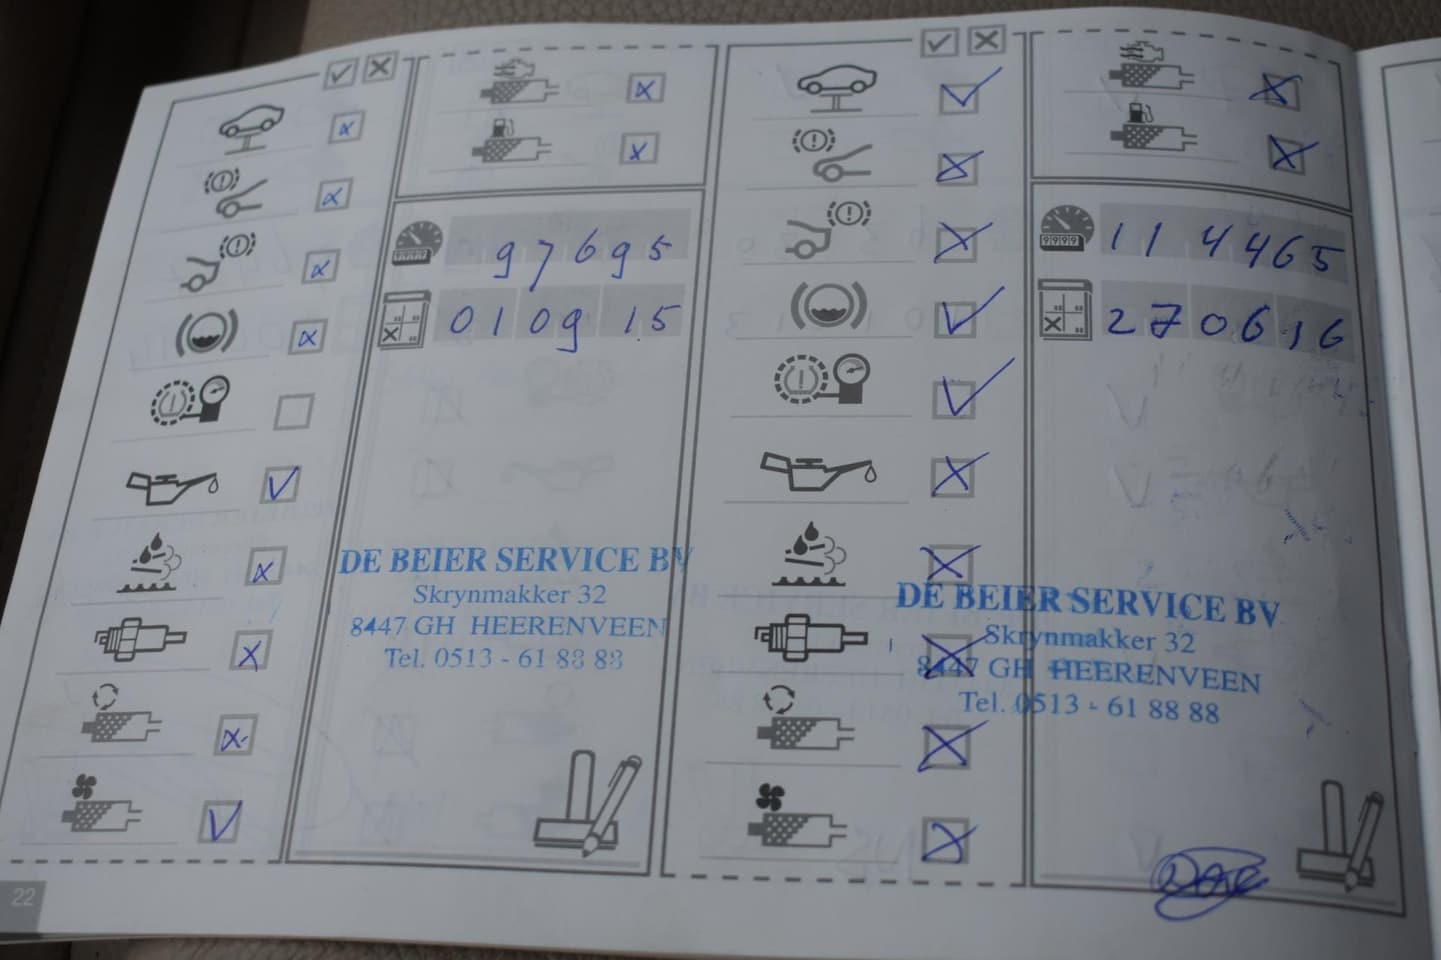 97695
010915
DE BEIER SERVICE BV
Skrynmakker 32
8447 GH HEERENVEEN
Tel. 0513 - 61 88 88
9999
114465
270616
DE BEIER SERVICE BV
Skrynmakker 32
8447 GH HEERENVEEN
Tel. 0513 - 61 88 88
22